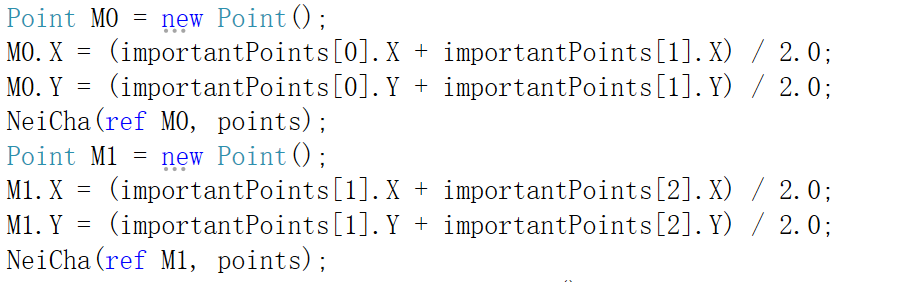 Point M0 = new Point();
M0.X = (importantPoints[0].X + importantPoints[1].X) / 2.0;
M0.Y = (importantPoints[0].Y + importantPoints[1].Y) / 2.0;
NeiCha(ref M0, points);
Point M1 = new Point();
M1.X = (importantPoints[1].X + importantPoints[2].X) / 2.0;
M1.Y = (importantPoints[1].Y + importantPoints[2].Y) / 2.0;
NeiCha(ref M1, points);